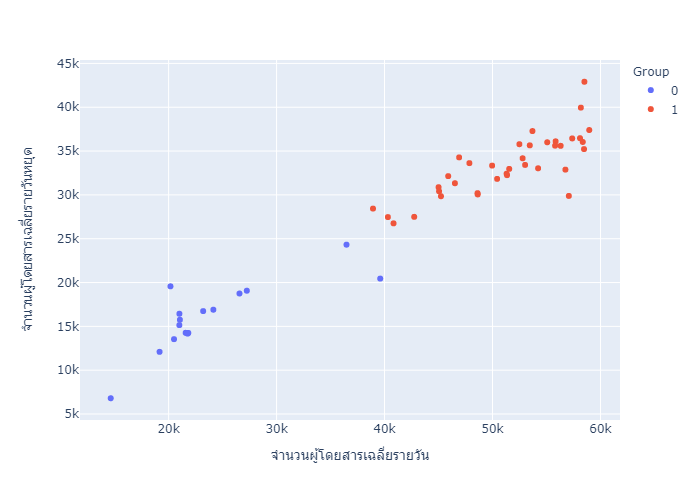 Group
0
1
45k
40k
35k
30k
25k
20k
15k
10k
5k
จำนวนผู้โดยสารเฉลี่ยรายวันหยุด
20k
30k
40k
50k
60k
จำนวนผู้โดยสารเฉลี่ยรายวัน